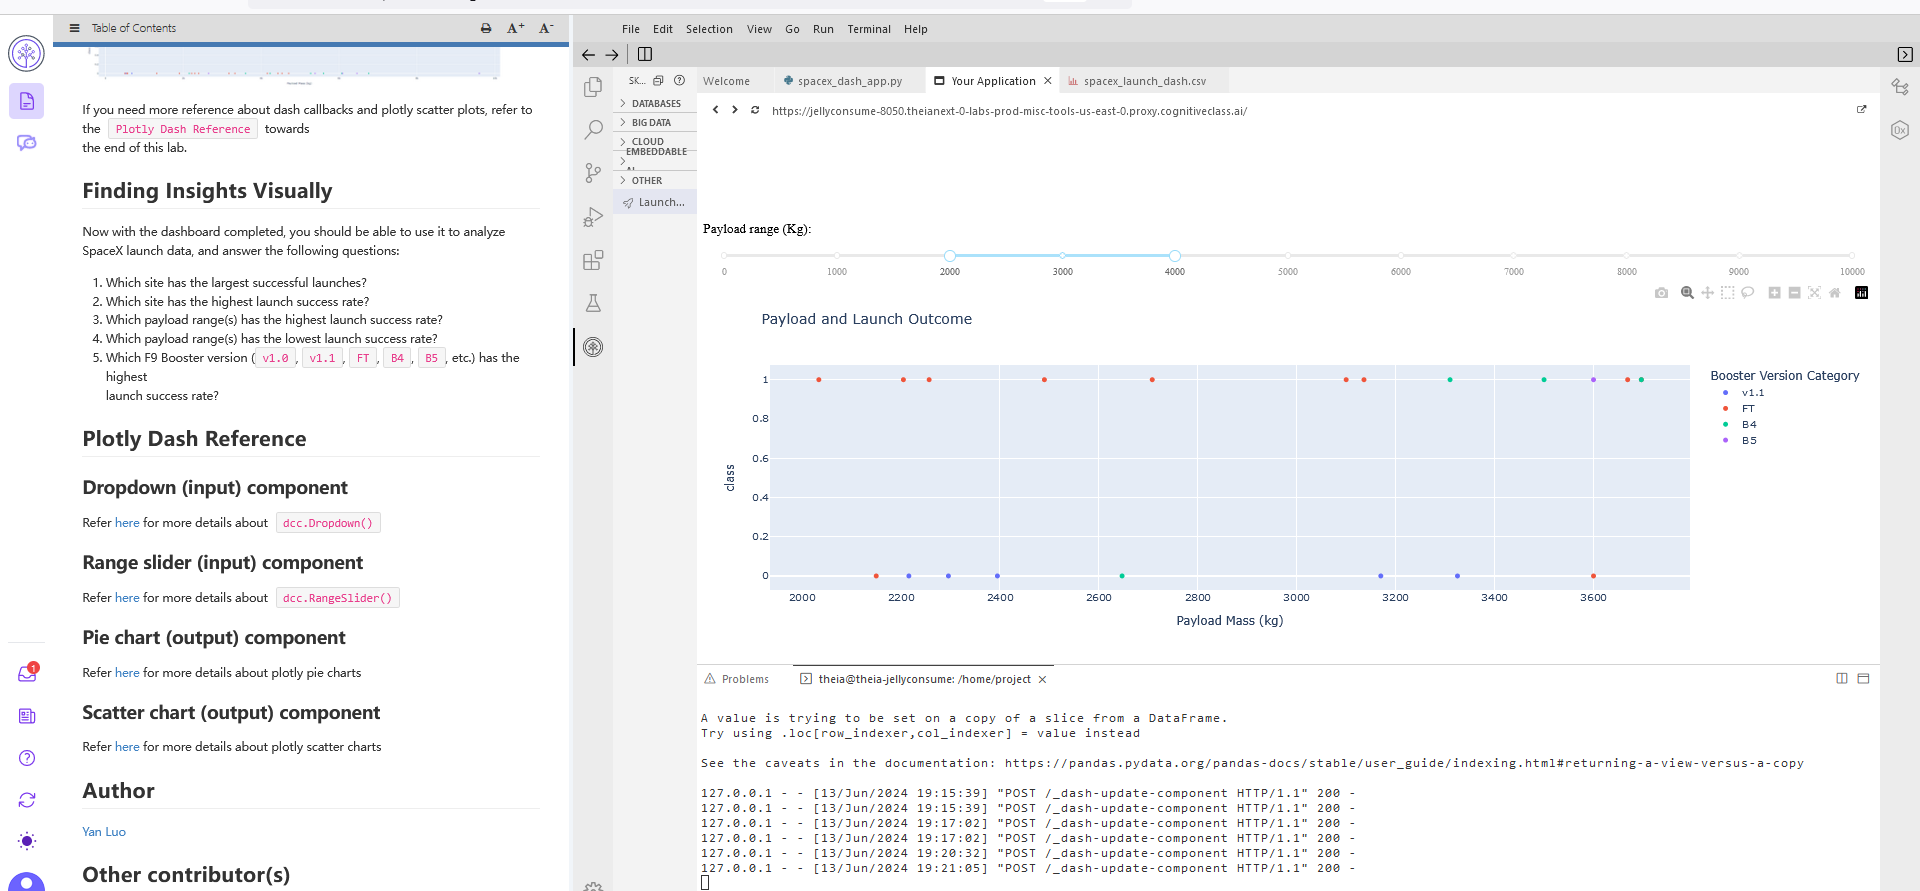 Table of Contents
A+
A-
If you need more reference about dash callbacks and plotly scatter plots, refer to
the Plotly Dash Reference towards
the end of this lab.
Finding Insights Visually
Now with the dashboard completed, you should be able to use it to analyze
SpaceX launch data, and answer the following questions:
1. Which site has the largest successful launches?
2. Which site has the highest launch success rate?
3. Which payload range(s) has the highest launch success rate?
4. Which payload range(s) has the lowest launch success rate?
5. Which F9 Booster version (v1.0, v1.1, FT, B4, B5, etc.) has the
highest
launch success rate?
Plotly Dash Reference
Dropdown (input) component
Refer here for more details about dcc.Dropdown()
Range slider (input) component
Refer here for more details about dcc.RangeSlider()
Pie chart (output) component
Refer here for more details about plotly pie charts
Scatter chart (output) component
Refer here for more details about plotly scatter charts
Author
Yan Luo
Other contributor(s)
1
File Edit Selection View Go Run Terminal Help
SK...
DATABASES
BIG DATA
CLOUD
EMBEDDABLE
OTHER
Launch...
Welcome
spacex_dash_app.py
Your Application
spacex_launch_dash.csv
https://jellyconsume-8050.theianext-0-labs-prod-misc-tools-us-east-0.proxy.cognitiveclass.ai/
Payload range (Kg):
0 1000 2000 3000 4000 5000 6000 7000 8000 9000 10000
Payload and Launch Outcome
1
0.8
0.6
0.4
0.2
0
class
2000 2200 2400 2600 2800 3000 3200 3400 3600
Payload Mass (kg)
Booster Version Category
v1.1
FT
B4
B5
0x
Problems
theia@theia-jellyconsume: /home/project
A value is trying to be set on a copy of a slice from a DataFrame.
Try using .loc[row_indexer,col_indexer] = value instead
See the caveats in the documentation: https://pandas.pydata.org/pandas-docs/stable/user_guide/indexing.html#returning-a-view-versus-a-copy
127.0.0.1 - - [13/Jun/2024 19:15:39] "POST /_dash-update-component HTTP/1.1" 200 -
127.0.0.1 - - [13/Jun/2024 19:15:39] "POST /_dash-update-component HTTP/1.1" 200 -
127.0.0.1 - - [13/Jun/2024 19:17:02] "POST /_dash-update-component HTTP/1.1" 200 -
127.0.0.1 - - [13/Jun/2024 19:17:02] "POST /_dash-update-component HTTP/1.1" 200 -
127.0.0.1 - - [13/Jun/2024 19:20:32] "POST /_dash-update-component HTTP/1.1" 200 -
127.0.0.1 - - [13/Jun/2024 19:21:05] "POST /_dash-update-component HTTP/1.1" 200 -